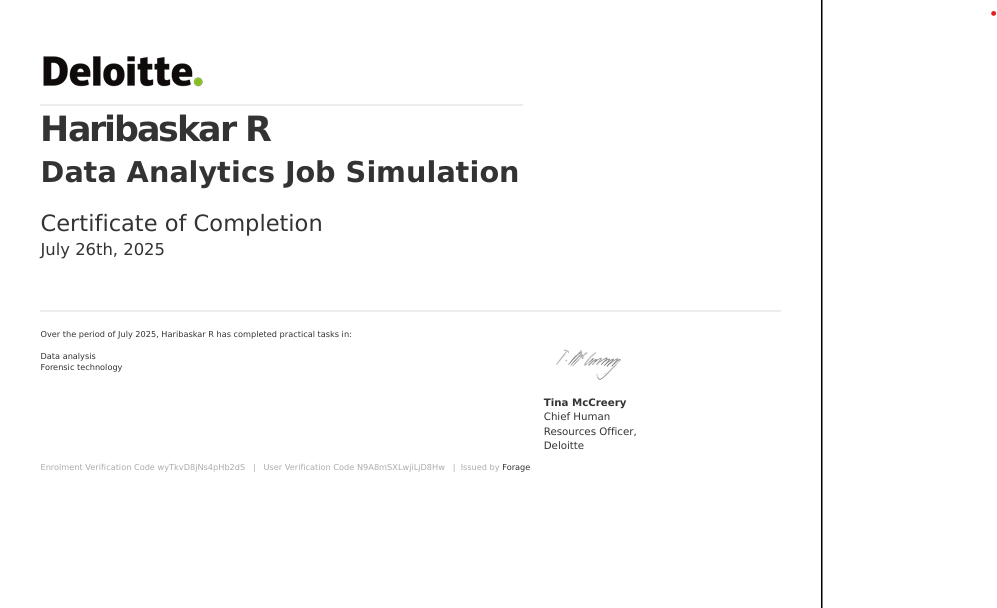 Deloitte.
Haribaskar R
Data Analytics Job Simulation
Certificate of Completion
July 26th, 2025
Over the period of July 2025, Haribaskar R has completed practical tasks in:
Data analysis
Forensic technology
Tina McCreery
Chief Human
Resources Officer,
Deloitte
Enrolment Verification Code wyTkvD8jNs4pHb2dS | User Verification Code N9A8mSXLwjiLjD8Hw | Issued by Forage